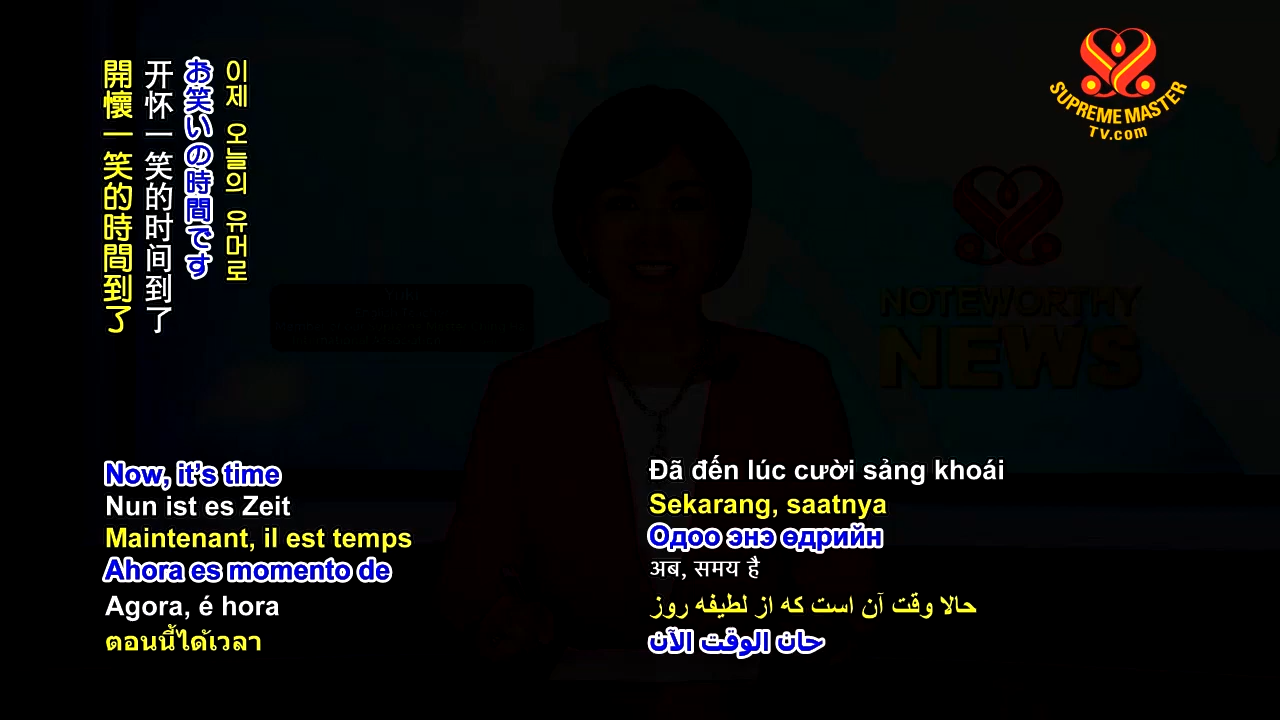 開懷一笑的時間到了
开怀一笑的时间到了
お笑いの時間です
이제 오늘의 유머로
SUPREME MASTER
TV.com
NOTEWORTHY
NEWS
Now, it's time
Nun ist es Zeit
Maintenant, il est temps
Ahora es momento de
Agora, é hora
ตอนนี้ได้เวลา
Đã đến lúc cười sảng khoái
Sekarang, saatnya
Одоо энэ өдрийн
अब, समय है
حالا وقت آن است که از لطیفه روز
حان الوقت الآن